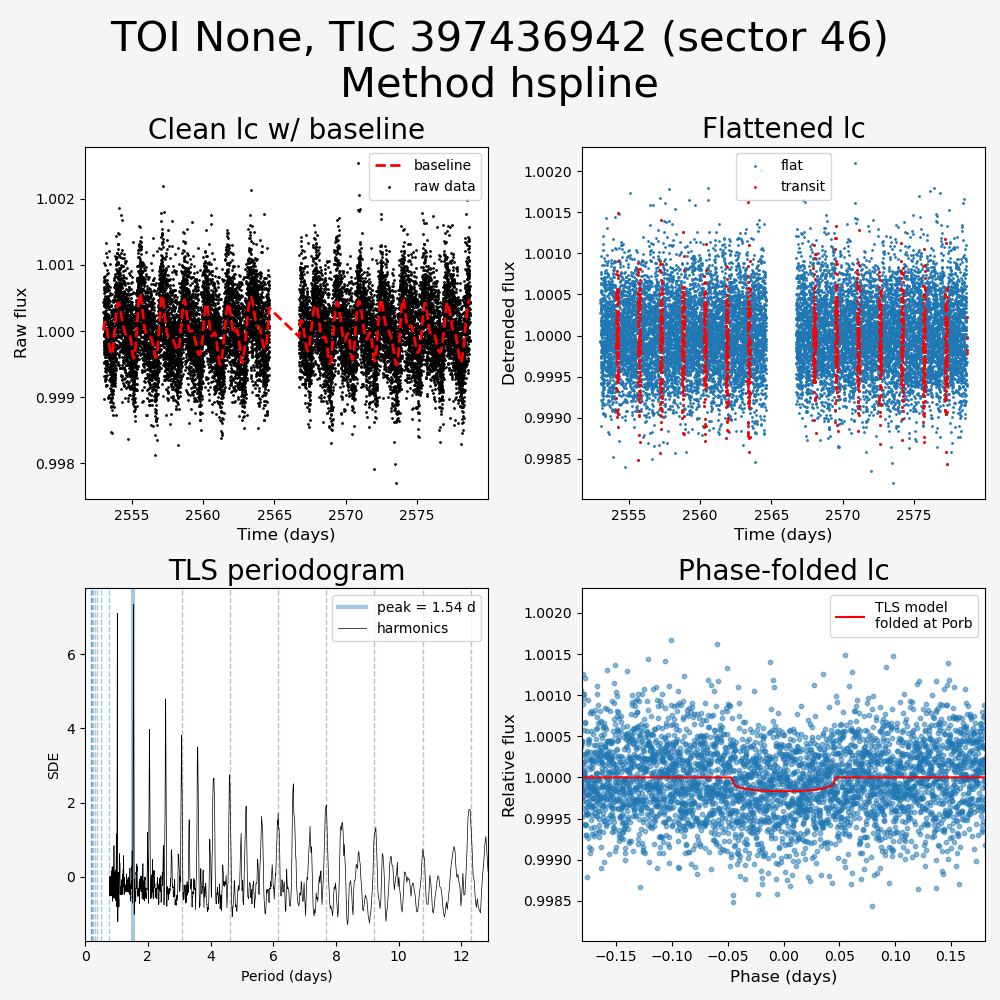 TOI None, TIC 397436942 (sector 46)
Method hspline
Clean lc w/ baseline
baseline
raw data
1.002
1.001
1.000
0.999
0.998
Raw flux
2555
2560
2565
2570
2575
Time (days)
Flattened lc
flat
transit
1.0020
1.0015
1.0010
1.0005
1.0000
0.9995
0.9990
0.9985
Detrended flux
2555
2560
2565
2570
2575
Time (days)
TLS periodogram
peak = 1.54 d
harmonics
6
4
2
0
SDE
0
2
4
6
8
10
12
Period (days)
Phase-folded lc
TLS model
folded at Porb
1.0020
1.0015
1.0010
1.0005
1.0000
0.9995
0.9990
0.9985
Relative flux
−0.15
−0.10
−0.05
0.00
0.05
0.10
0.15
Phase (days)